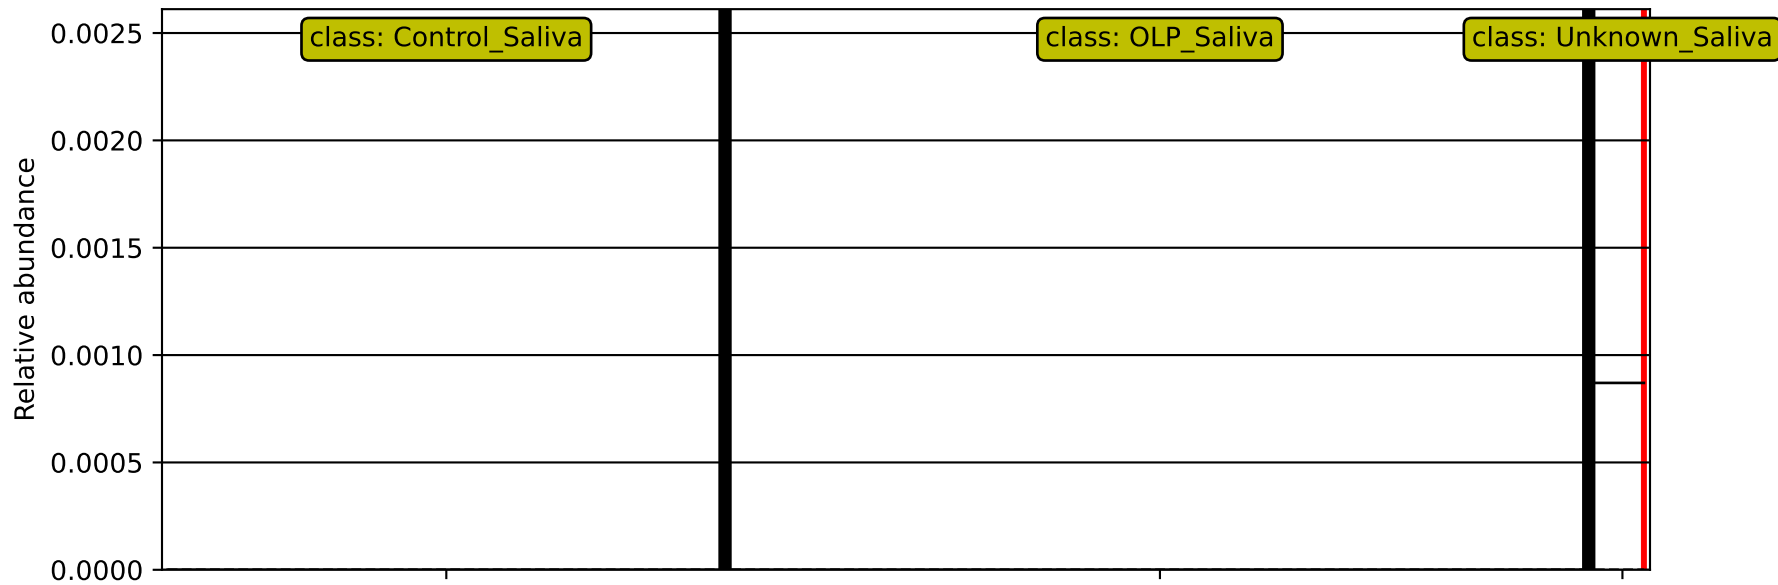 0.0025
class: Control_Saliva
class: OLP_Saliva
class: Unknown_Saliva
0.0020
0.0015
0.0010
0.0005
0.0000
Relative abundance